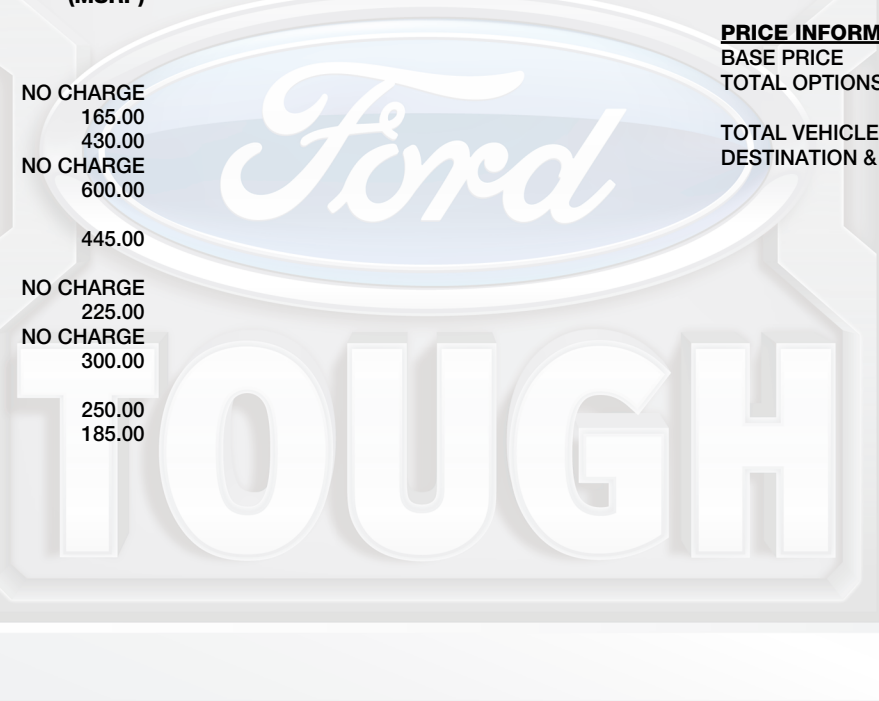 (MSRP)
NO CHARGE
165.00
430.00
NO CHARGE
600.00
445.00
NO CHARGE
225.00
NO CHARGE
300.00
250.00
185.00
PRICE INFORM
BASE PRICE
TOTAL OPTIONS
TOTAL VEHICLE
DESTINATION &
Ford
TOUGH